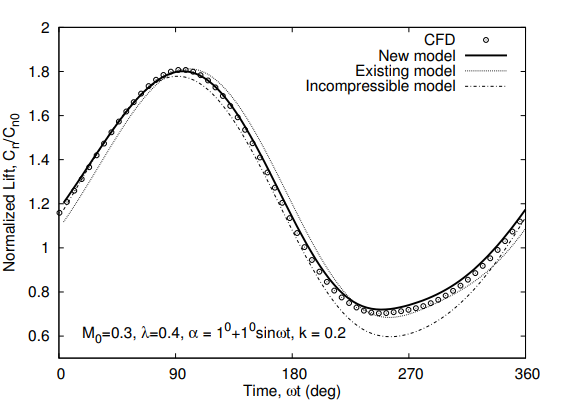 2
1.8
1.6
1.4
1.2
1
0.8
0.6
Normalized Lift, Cn/Cn0
CFD
New model
Existing model
Incompressible model
M0=0.3, λ=0.4, α = 1⁰+1⁰sinωt, k = 0.2
0 90 180 270 360
Time, ωt (deg)